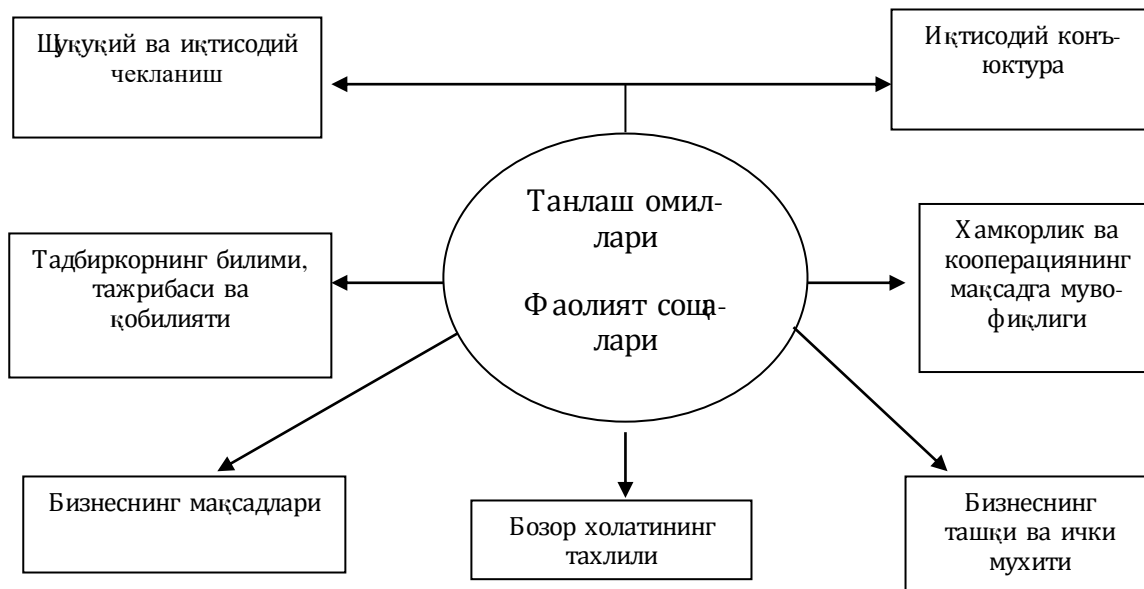 Щуқуқий ва иқтисодий
чекланиш
Иқтисодий конъ-
юктура
Танлаш омил-
лари
Фаолият соща-
лари
Тадбиркорнинг билими,
тажрибаси ва
қобилияти
Хамкорлик ва
кооперациянинг
мақсадга муво-
фиқлиги
Бизнеснинг мақсадлари
Бозор холатининг
тахлили
Бизнеснинг
ташқи ва ички
мухити